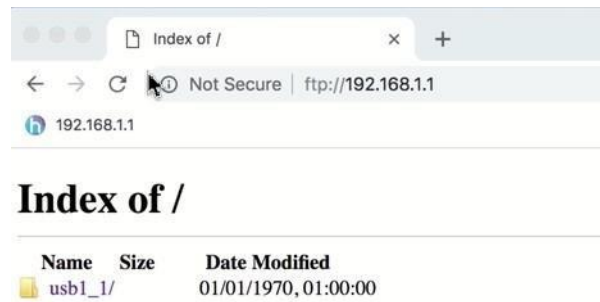 Index of /
Not Secure ftp://192.168.1.1
192.168.1.1
Index of /
Name Size Date Modified
usb1_1/ 01/01/1970, 01:00:00